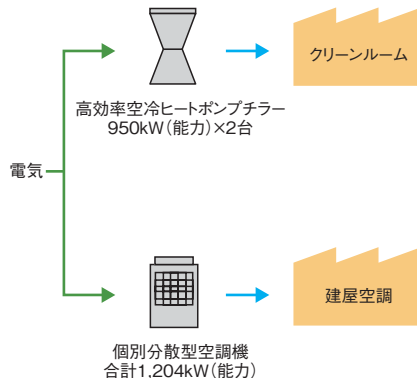 クリーンルーム
高効率空冷ヒートポンプチラー
950kW(能力)×2台
電気
建屋空調
個別分散型空調機
合計1,204kW(能力)